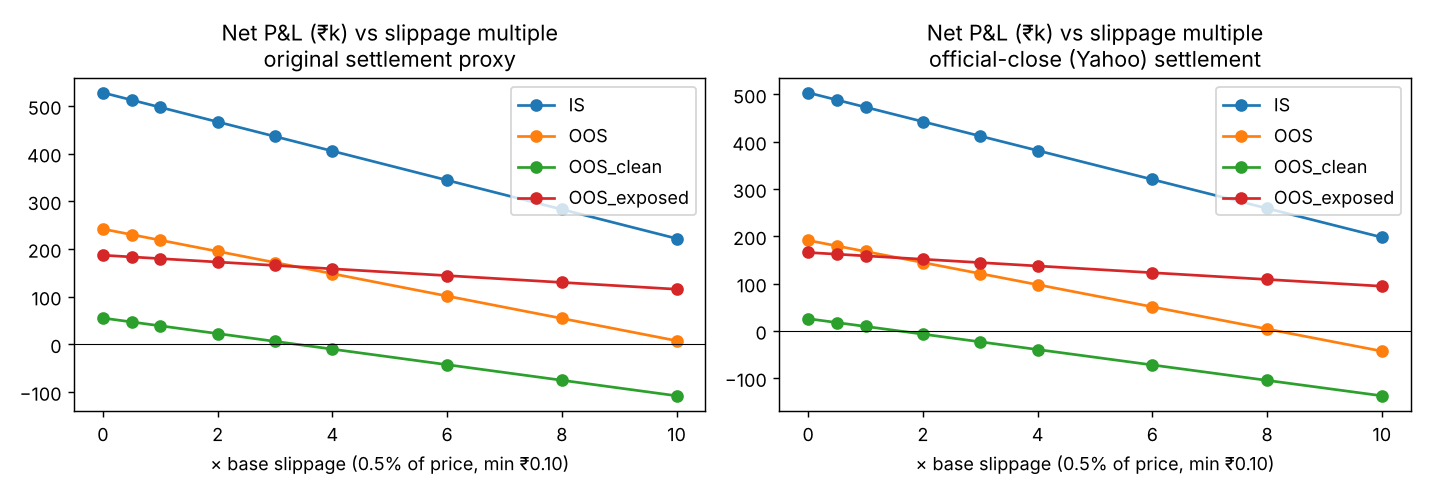 Net P&L (₹k) vs slippage multiple
original settlement proxy
500
400
300
200
100
0
−100
0
2
4
6
8
10
× base slippage (0.5% of price, min ₹0.10)
IS
OOS
OOS_clean
OOS_exposed
Net P&L (₹k) vs slippage multiple
official-close (Yahoo) settlement
500
400
300
200
100
0
−100
0
2
4
6
8
10
× base slippage (0.5% of price, min ₹0.10)
IS
OOS
OOS_clean
OOS_exposed